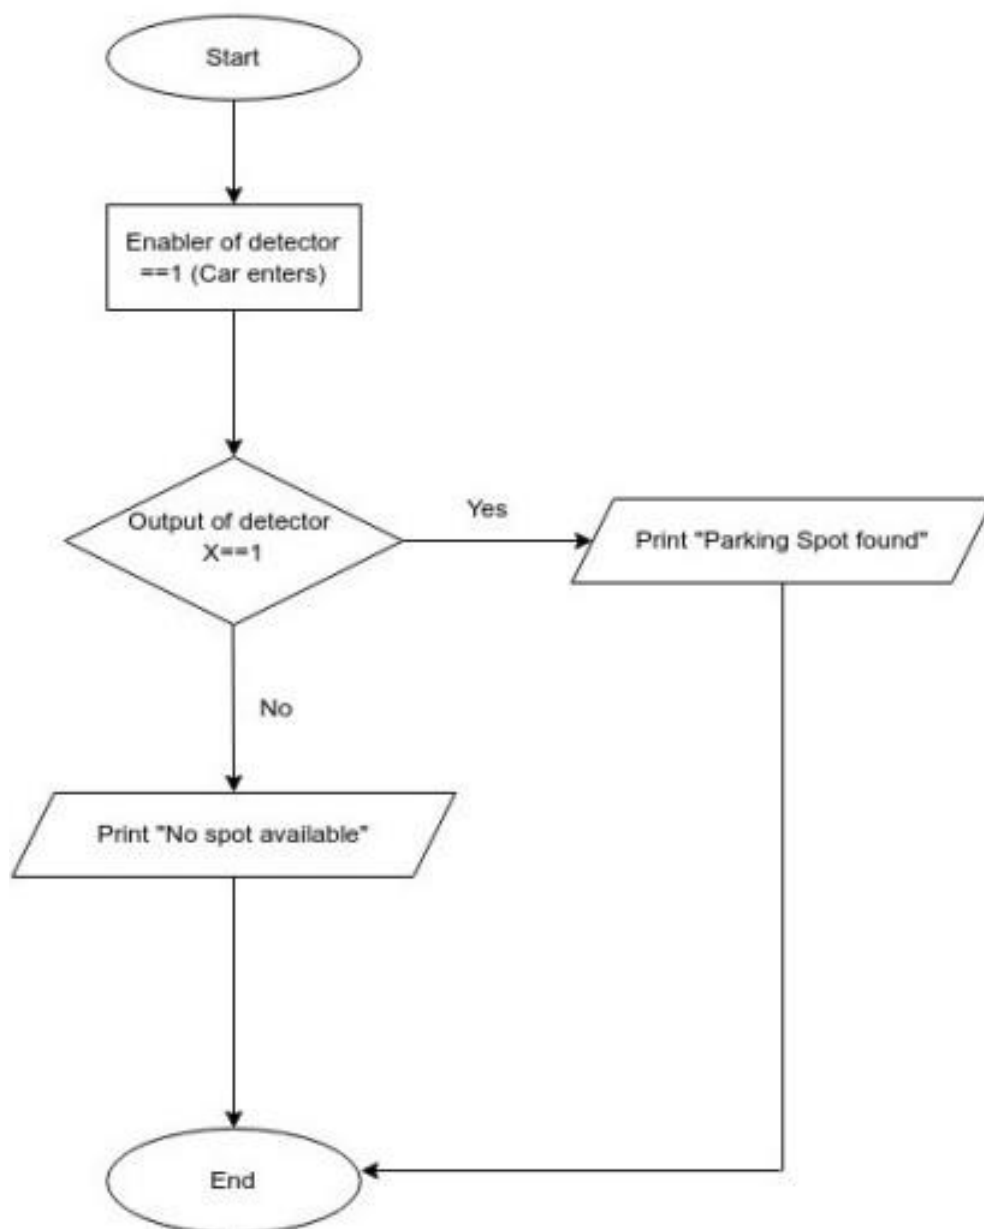 Start
Enabler of detector
==1 (Car enters)
Output of detector
X==1
Yes
Print "Parking Spot found"
No
Print "No spot available"
End